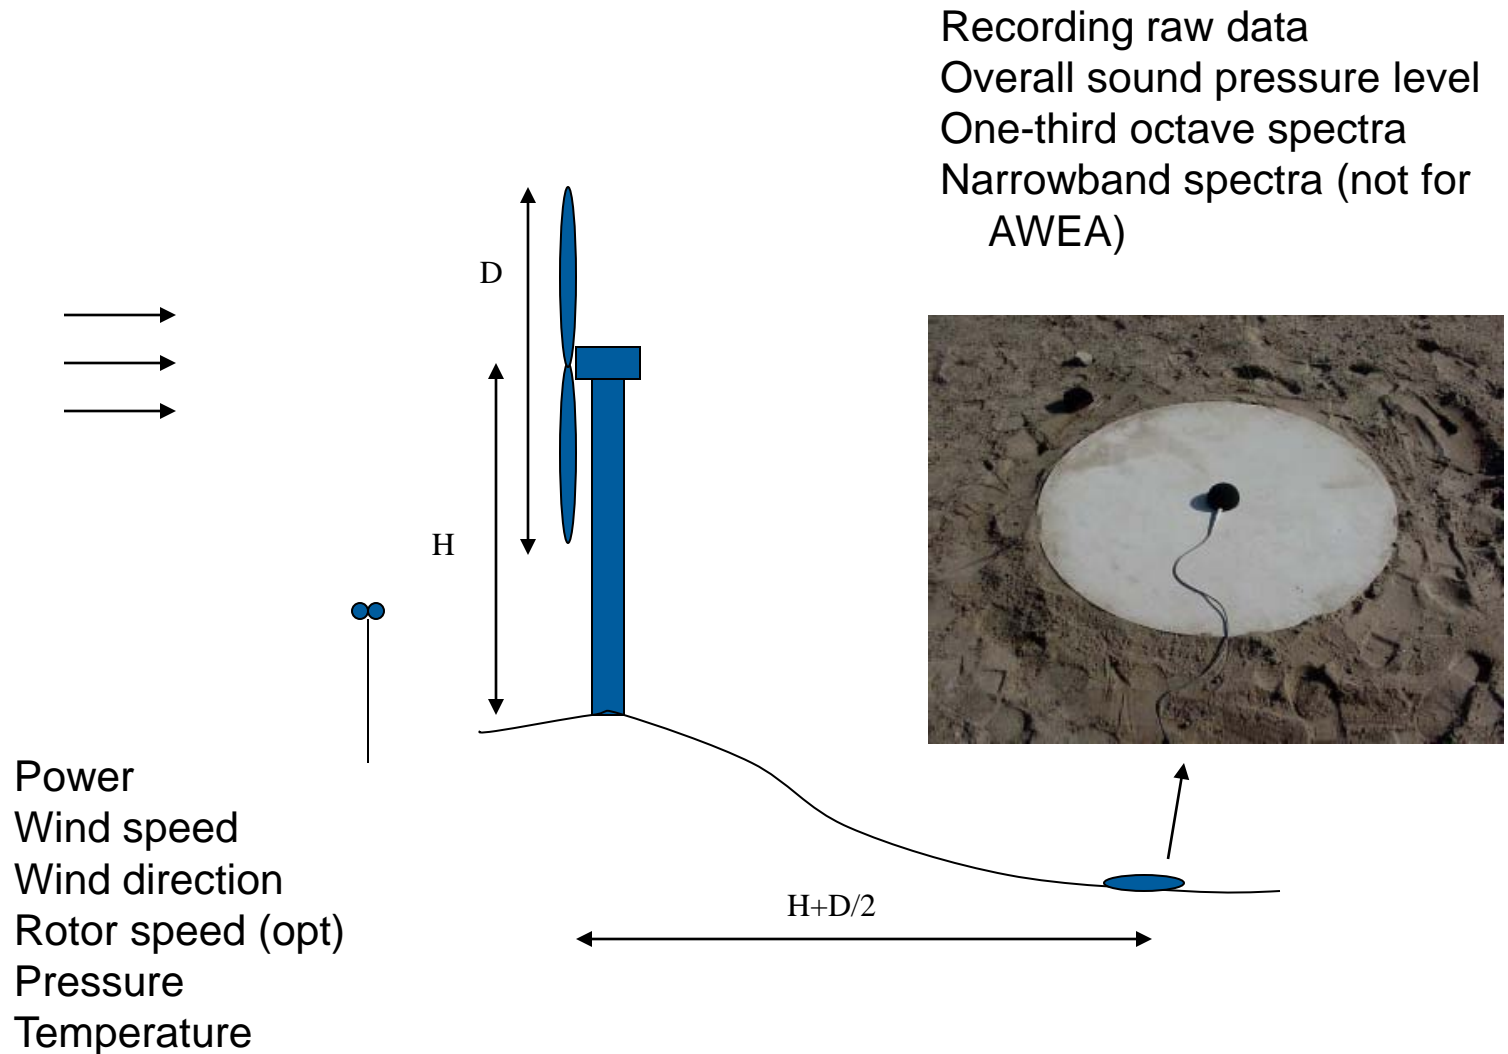 Recording raw data
Overall sound pressure level
One-third octave spectra
Narrowband spectra (not for
AWEA)
D
H
Power
Wind speed
Wind direction
Rotor speed (opt)
Pressure
Temperature
H+D/2